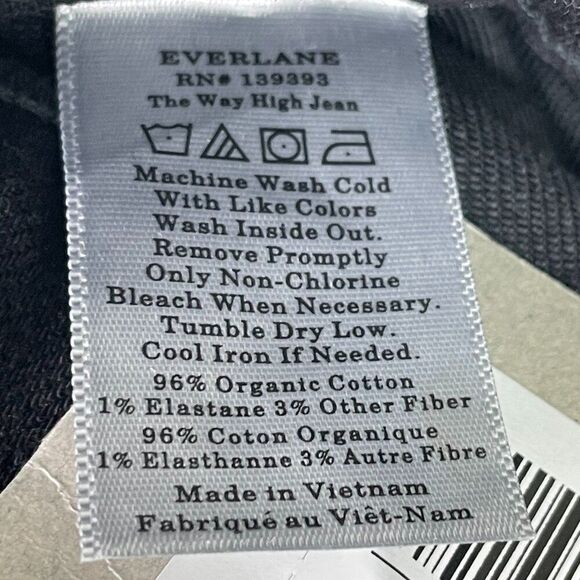 EVERLANE
RN# 139393
The Way High Jean
Machine Wash Cold
With Like Colors
Wash Inside Out.
Remove Promptly
Only Non-Chlorine
Bleach When Necessary.
Tumble Dry Low.
Cool Iron If Needed.
96% Organic Cotton
1% Elastane 3% Other Fiber
96% Coton Organique
1% Elasthanne 3% Autre Fibre
Made in Vietnam
Fabriqué au Viêt-Nam